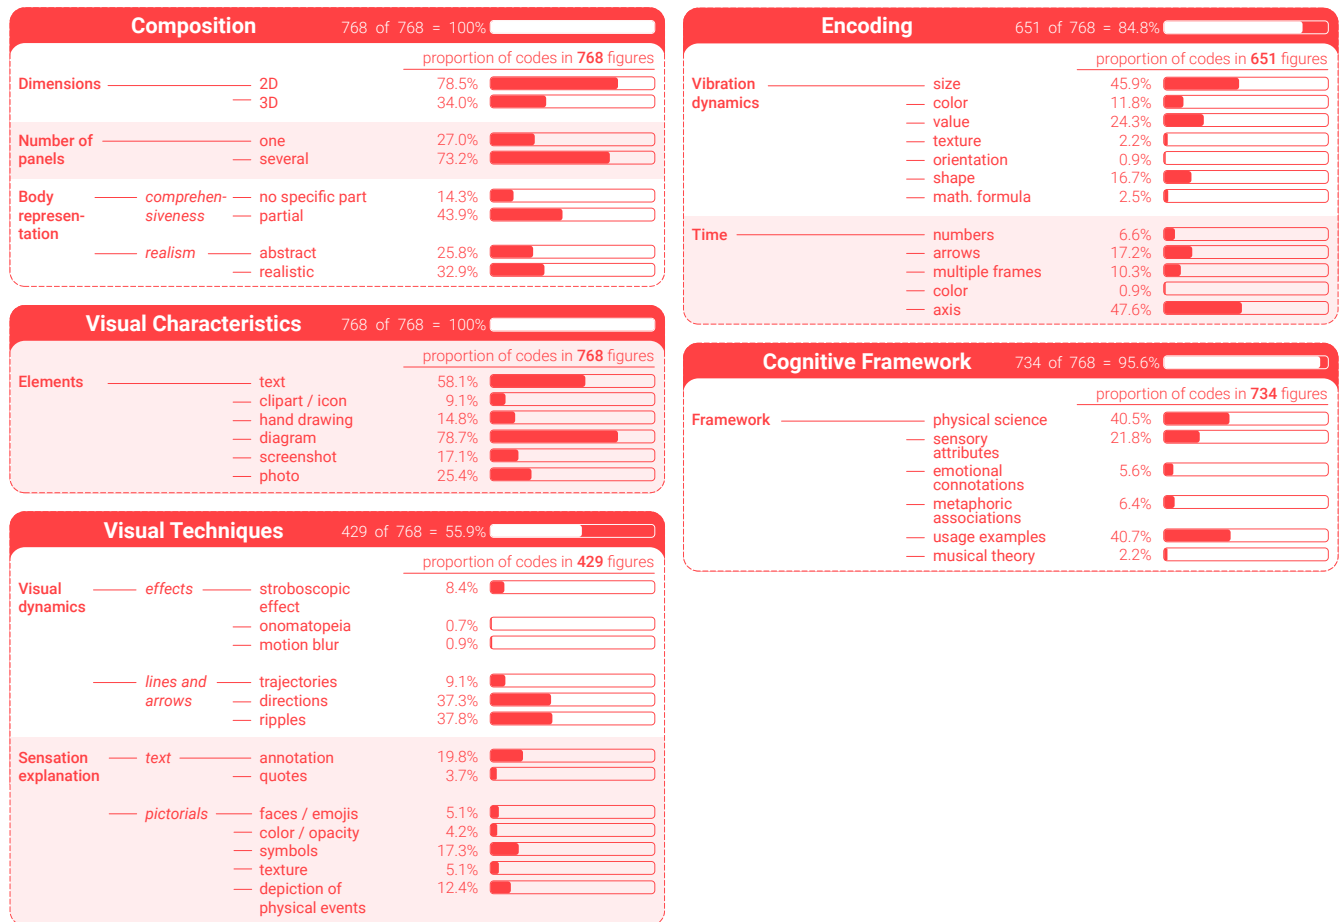 Composition 768 of 768 = 100%
proportion of codes in 768 figures
Dimensions 2D 78.5%
3D 34.0%
Number of one 27.0%
panels several 73.2%
Body comprehen- no specific part 14.3%
represen- siveness partial 43.9%
tation
realism abstract 25.8%
realistic 32.9%
Visual Characteristics 768 of 768 = 100%
proportion of codes in 768 figures
Elements text 58.1%
clipart / icon 9.1%
hand drawing 14.8%
diagram 78.7%
screenshot 17.1%
photo 25.4%
Visual Techniques 429 of 768 = 55.9%
proportion of codes in 429 figures
Visual effects stroboscopic 8.4%
dynamics effect
onomatopeia 0.7%
motion blur 0.9%
lines and trajectories 9.1%
arrows directions 37.3%
ripples 37.8%
Sensation text annotation 19.8%
explanation quotes 3.7%
pictorials faces / emojis 5.1%
color / opacity 4.2%
symbols 17.3%
texture 5.1%
depiction of 12.4%
physical events
Encoding 651 of 768 = 84.8%
proportion of codes in 651 figures
Vibration size 45.9%
dynamics color 11.8%
value 24.3%
texture 2.2%
orientation 0.9%
shape 16.7%
math. formula 2.5%
Time numbers 6.6%
arrows 17.2%
multiple frames 10.3%
color 0.9%
axis 47.6%
Cognitive Framework 734 of 768 = 95.6%
proportion of codes in 734 figures
Framework physical science 40.5%
sensory 21.8%
attributes
emotional 5.6%
connotations
metaphoric 6.4%
associations
usage examples 40.7%
musical theory 2.2%